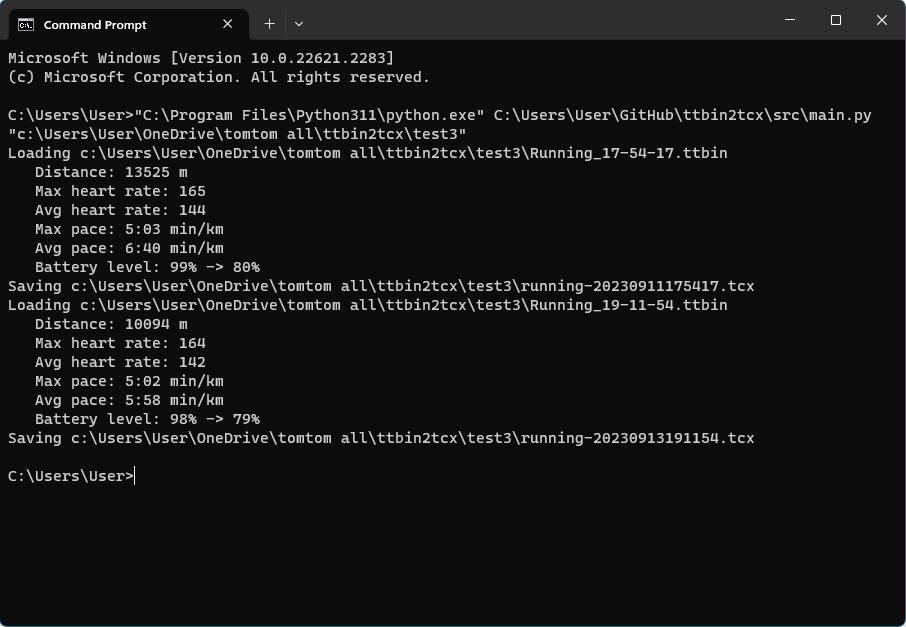 Command Prompt
Microsoft Windows [Version 10.0.22621.2283]
(c) Microsoft Corporation. All rights reserved.
C:\Users\User>"C:\Program Files\Python311\python.exe" C:\Users\User\GitHub\ttbin2tcx\src\main.py
"c:\Users\User\OneDrive\tomtom all\ttbin2tcx\test3"
Loading c:\Users\User\OneDrive\tomtom all\ttbin2tcx\test3\Running_17-54-17.ttbin
Distance: 13525 m
Max heart rate: 165
Avg heart rate: 144
Max pace: 5:03 min/km
Avg pace: 6:40 min/km
Battery level: 99% -> 80%
Saving c:\Users\User\OneDrive\tomtom all\ttbin2tcx\test3\running-20230911175417.tcx
Loading c:\Users\User\OneDrive\tomtom all\ttbin2tcx\test3\Running_19-11-54.ttbin
Distance: 10094 m
Max heart rate: 164
Avg heart rate: 142
Max pace: 5:02 min/km
Avg pace: 5:58 min/km
Battery level: 98% -> 79%
Saving c:\Users\User\OneDrive\tomtom all\ttbin2tcx\test3\running-20230913191154.tcx
C:\Users\User>